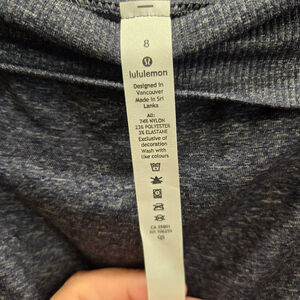 8
lululemon
Designed in
Vancouver
Made in Sri
Lanka
All:
74% NYLON
23% POLYESTER
3% ELASTANE
Exclusive of
decoration
Wash with
like colours